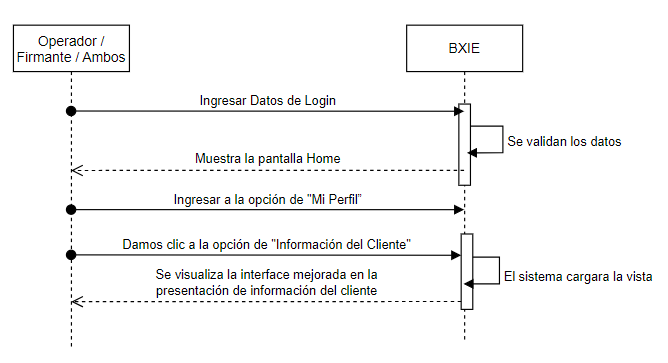 Operador /
Firmante / Ambos
BXIE
Ingresar Datos de Login
Se validan los datos
Muestra la pantalla Home
Ingresar a la opción de "Mi Perfil”
Damos clic a la opción de "Información del Cliente"
Se visualiza la interface mejorada en la
presentación de información del cliente
El sistema cargara la vista